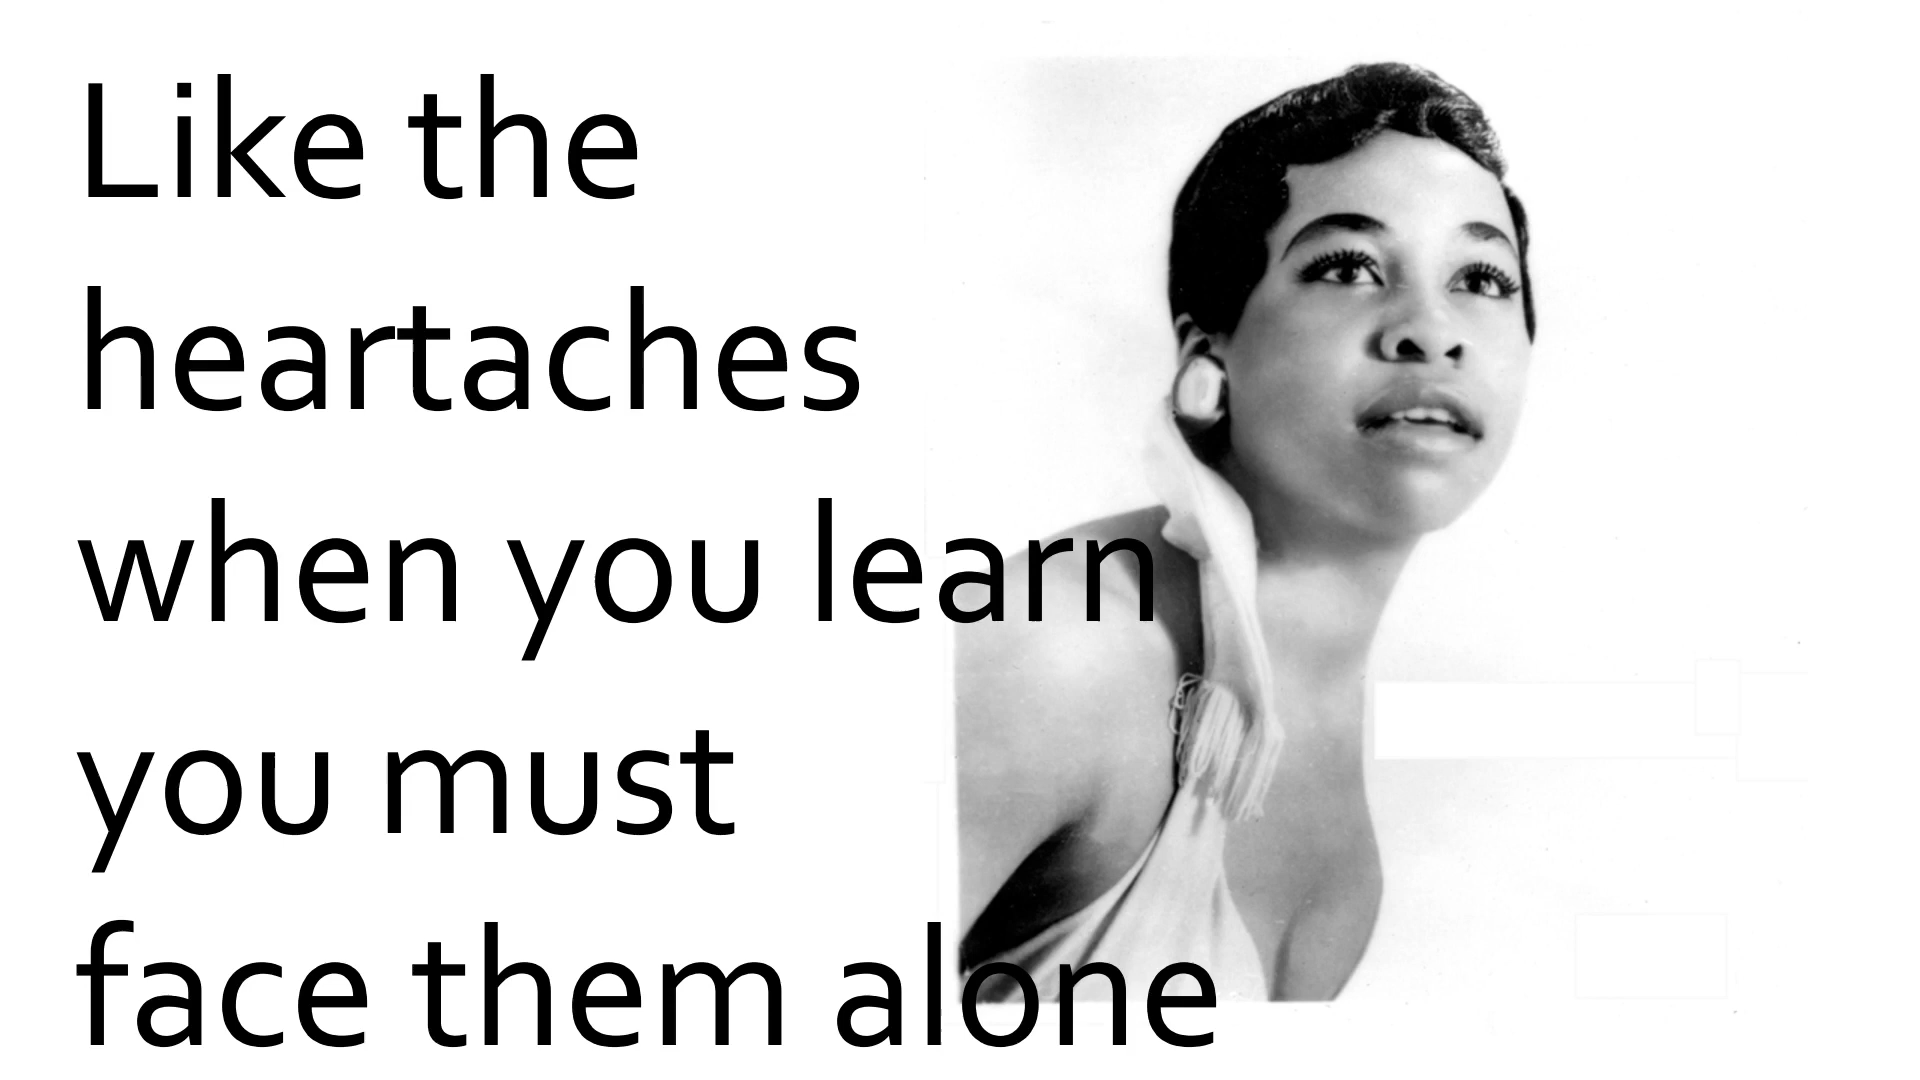 Like the
heartaches
when you learn
you must
face them alone